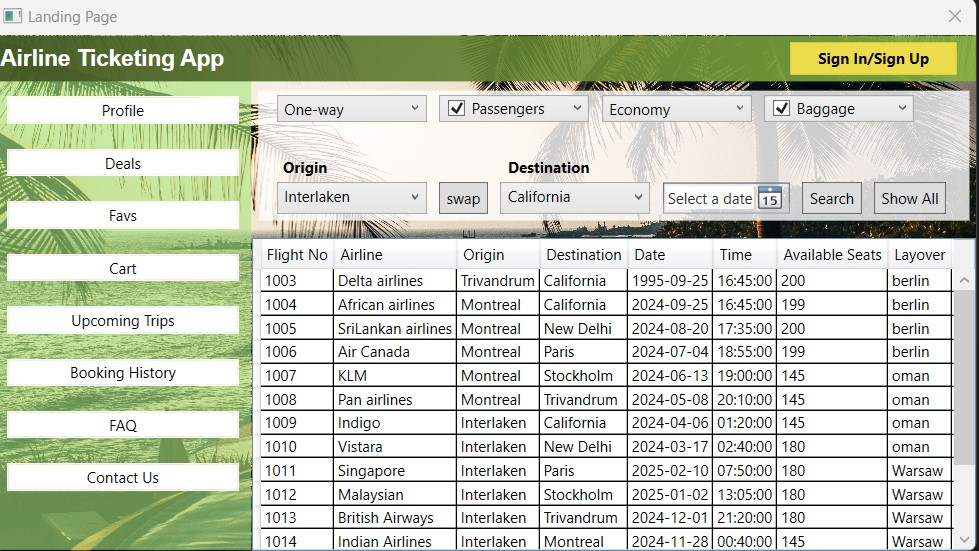 Landing Page
Airline Ticketing App
Sign In/Sign Up
Profile
Deals
Favs
Cart
Upcoming Trips
Booking History
FAQ
Contact Us
One-way Passengers Economy Baggage
Origin Destination
Interlaken swap California Select a date 15 Search Show All
Flight No Airline Origin Destination Date Time Available Seats Layover
1003 Delta airlines Trivandrum California 1995-09-25 16:45:00 200 berlin
1004 African airlines Montreal California 2024-09-25 16:45:00 199 berlin
1005 SriLankan airlines Montreal New Delhi 2024-08-20 17:35:00 200 berlin
1006 Air Canada Montreal Paris 2024-07-04 18:55:00 199 berlin
1007 KLM Montreal Stockholm 2024-06-13 19:00:00 145 oman
1008 Pan airlines Montreal Trivandrum 2024-05-08 20:10:00 145 oman
1009 Indigo Interlaken California 2024-04-06 01:20:00 145 oman
1010 Vistara Interlaken New Delhi 2024-03-17 02:40:00 180 oman
1011 Singapore Interlaken Paris 2025-02-10 07:50:00 180 Warsaw
1012 Malaysian Interlaken Stockholm 2025-01-02 13:05:00 180 Warsaw
1013 British Airways Interlaken Trivandrum 2024-12-01 21:20:00 180 Warsaw
1014 Indian Airlines Interlaken Montreal 2024-11-28 00:40:00 145 Warsaw